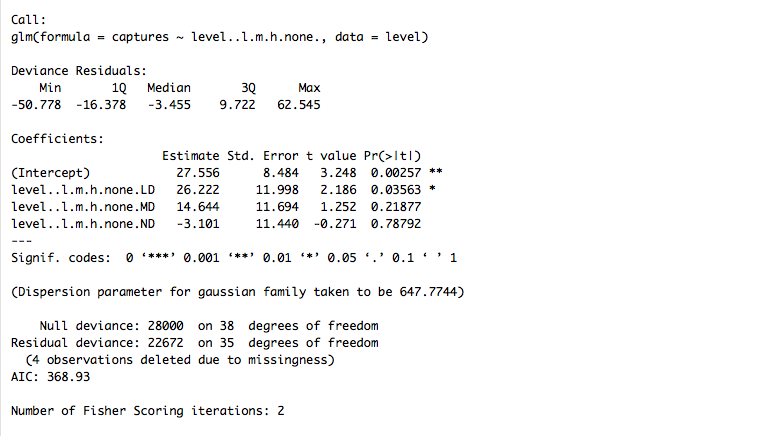 Call:
glm(formula = captures ~ level..l.m.h.none., data = level)

Deviance Residuals:
    Min       1Q   Median       3Q      Max
-50.778  -16.378   -3.455    9.722   62.545

Coefficients:
                     Estimate Std. Error t value Pr(>|t|)
(Intercept)            27.556      8.484   3.248  0.00257 **
level..l.m.h.none.LD   26.222     11.998   2.186  0.03563 *
level..l.m.h.none.MD   14.644     11.694   1.252  0.21877
level..l.m.h.none.ND   -3.101     11.440  -0.271  0.78792
---
Signif. codes:  0 ‘***’ 0.001 ‘**’ 0.01 ‘*’ 0.05 ‘.’ 0.1 ‘ ’ 1

(Dispersion parameter for gaussian family taken to be 647.7744)

    Null deviance: 28000  on 38  degrees of freedom
Residual deviance: 22672  on 35  degrees of freedom
  (4 observations deleted due to missingness)
AIC: 368.93

Number of Fisher Scoring iterations: 2